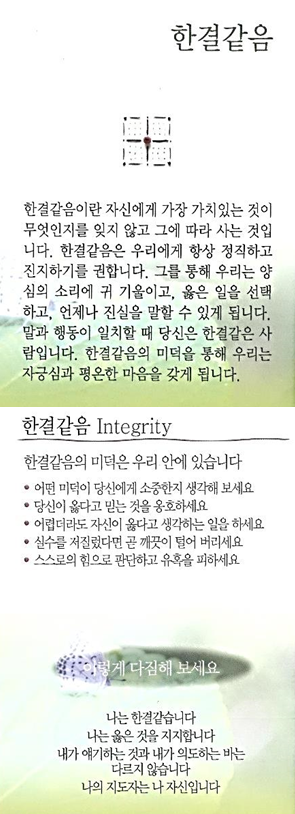 한결같음
한결같음이란 자신에게 가장 가치있는 것이
무엇인지를 잊지 않고 그에 따라 사는 것입
니다. 한결같음은 우리에게 항상 정직하고
진지하기를 권합니다. 그를 통해 우리는 양
심의 소리에 귀 기울이고, 옳은 일을 선택
하고, 언제나 진실을 말할 수 있게 됩니다.
말과 행동이 일치할 때 당신은 한결같은 사
람입니다. 한결같음의 미덕을 통해 우리는
자긍심과 평온한 마음을 갖게 됩니다.
한결같음 Integrity
한결같음의 미덕은 우리 안에 있습니다
• 어떤 미덕이 당신에게 소중한지 생각해 보세요
• 당신이 옳다고 믿는 것을 옹호하세요
• 어렵더라도 자신이 옳다고 생각하는 일을 하세요
• 실수를 저질렀다면 곧 깨끗이 털어 버리세요
• 스스로의 힘으로 판단하고 유혹을 피하세요
이렇게 다짐해 보세요
나는 한결같습니다
나는 옳은 것을 지지합니다
내가 얘기하는 것과 내가 의도하는 바는
다르지 않습니다
나의 지도자는 나 자신입니다